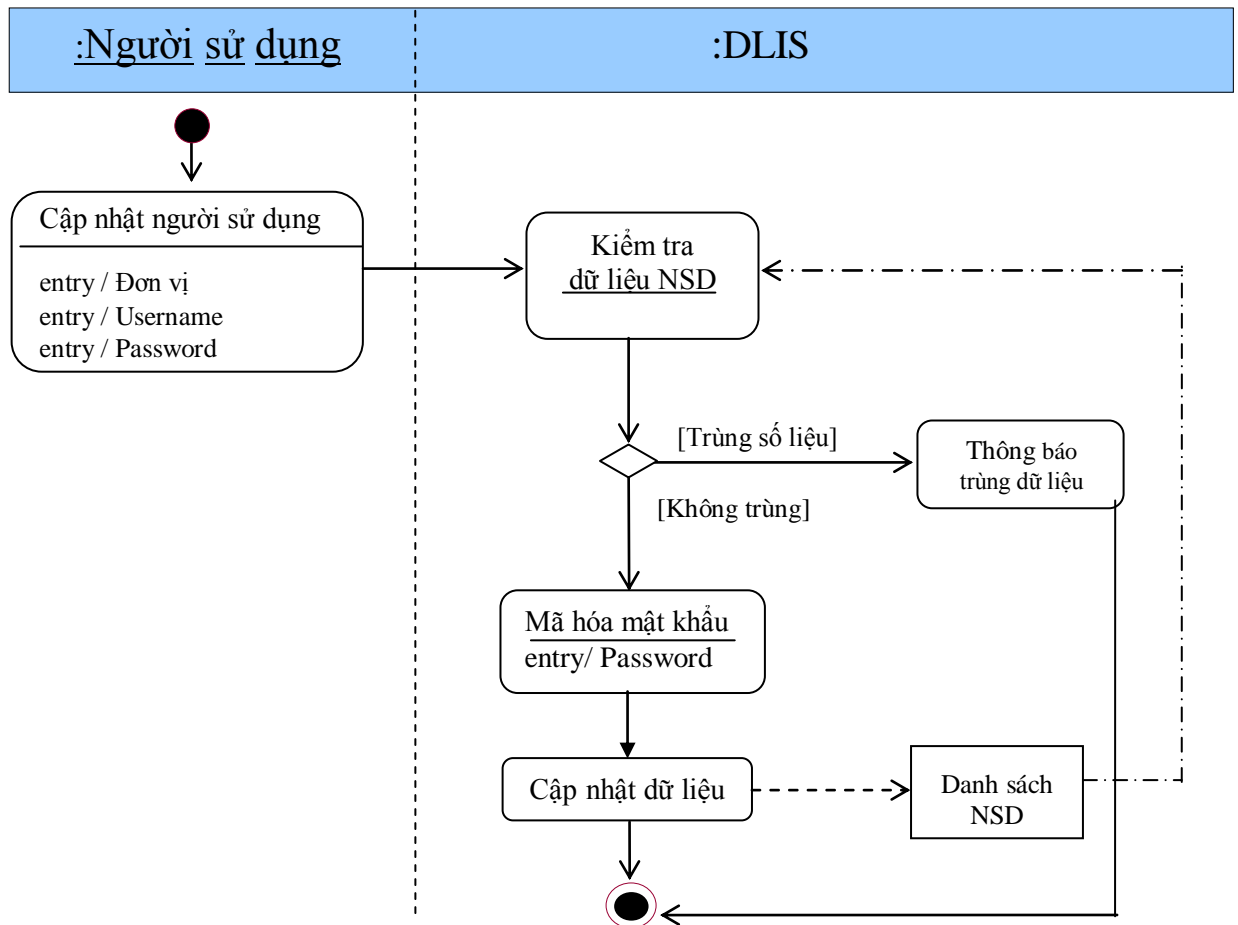 :Người sử dụng
:DLIS
Cập nhật người sử dụng
entry / Đơn vị
entry / Username
entry / Password
Kiểm tra
dữ liệu NSD
[Trùng số liệu]
Thông báo
trùng dữ liệu
[Không trùng]
Mã hóa mật khẩu
entry/ Password
Cập nhật dữ liệu
Danh sách
NSD